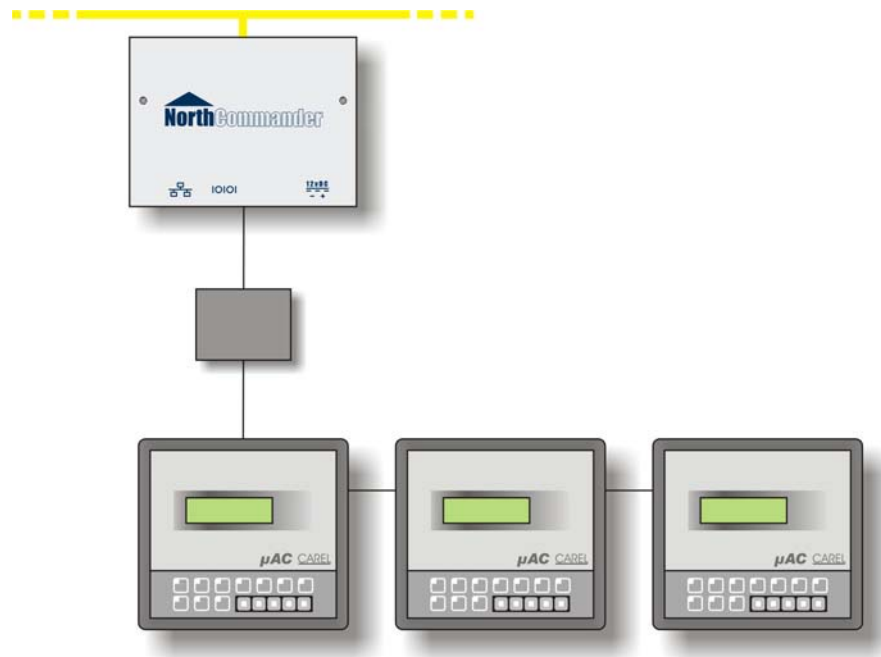 NorthCommander
IOIOI
12vDC
- +
µAC CAREL
µAC CAREL
µAC CAREL